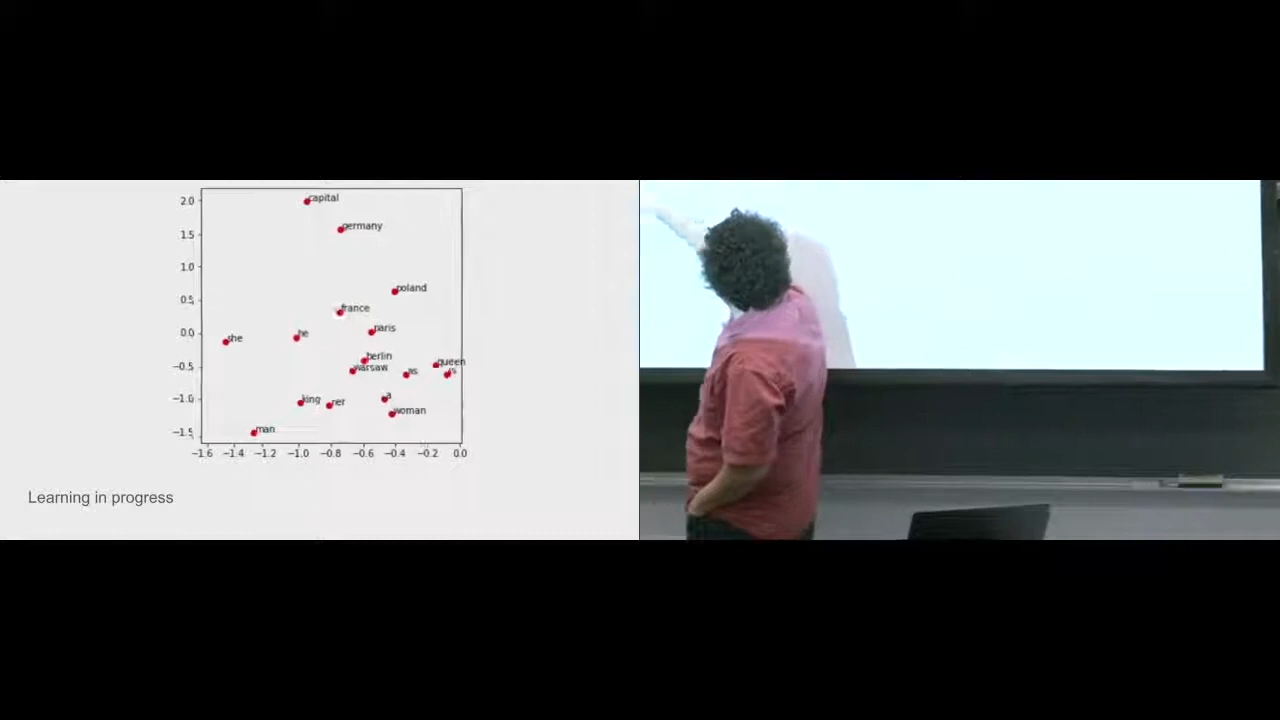 2.0
capital
1.5
germany
1.0
0.5
poland
france
0.0
she
he
paris
−0.5
berlin
warsaw
as
queen
−1.0
king
a
woman
−1.5
man
−1.6 −1.4 −1.2 −1.0 −0.8 −0.6 −0.4 −0.2 0.0
Learning in progress